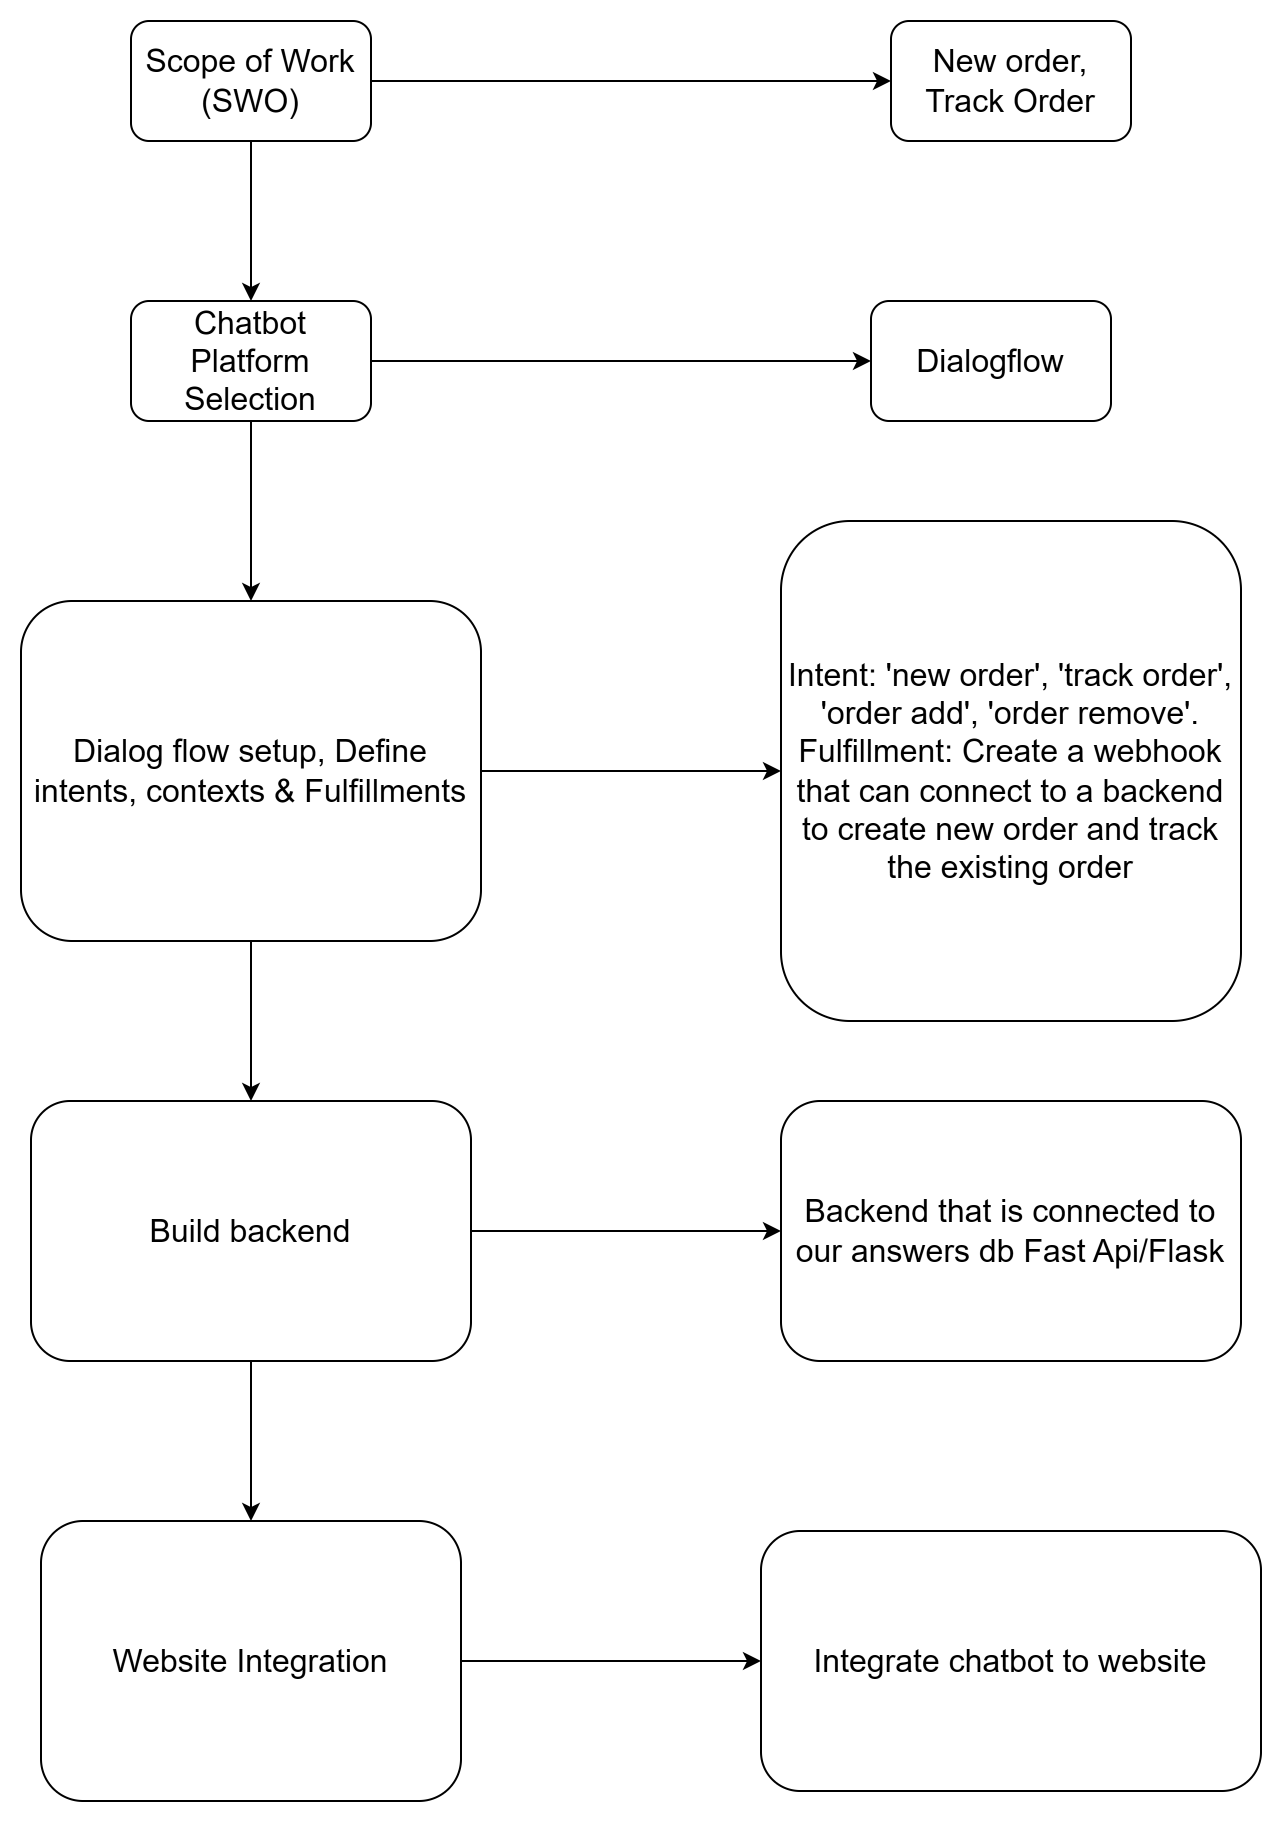 Scope of Work
(SWO)
New order,
Track Order
Chatbot
Platform
Selection
Dialogflow
Dialog flow setup, Define
intents, contexts & Fulfillments
Intent: 'new order', 'track order',
'order add', 'order remove'.
Fulfillment: Create a webhook
that can connect to a backend
to create new order and track
the existing order
Build backend
Backend that is connected to
our answers db Fast Api/Flask
Website Integration
Integrate chatbot to website